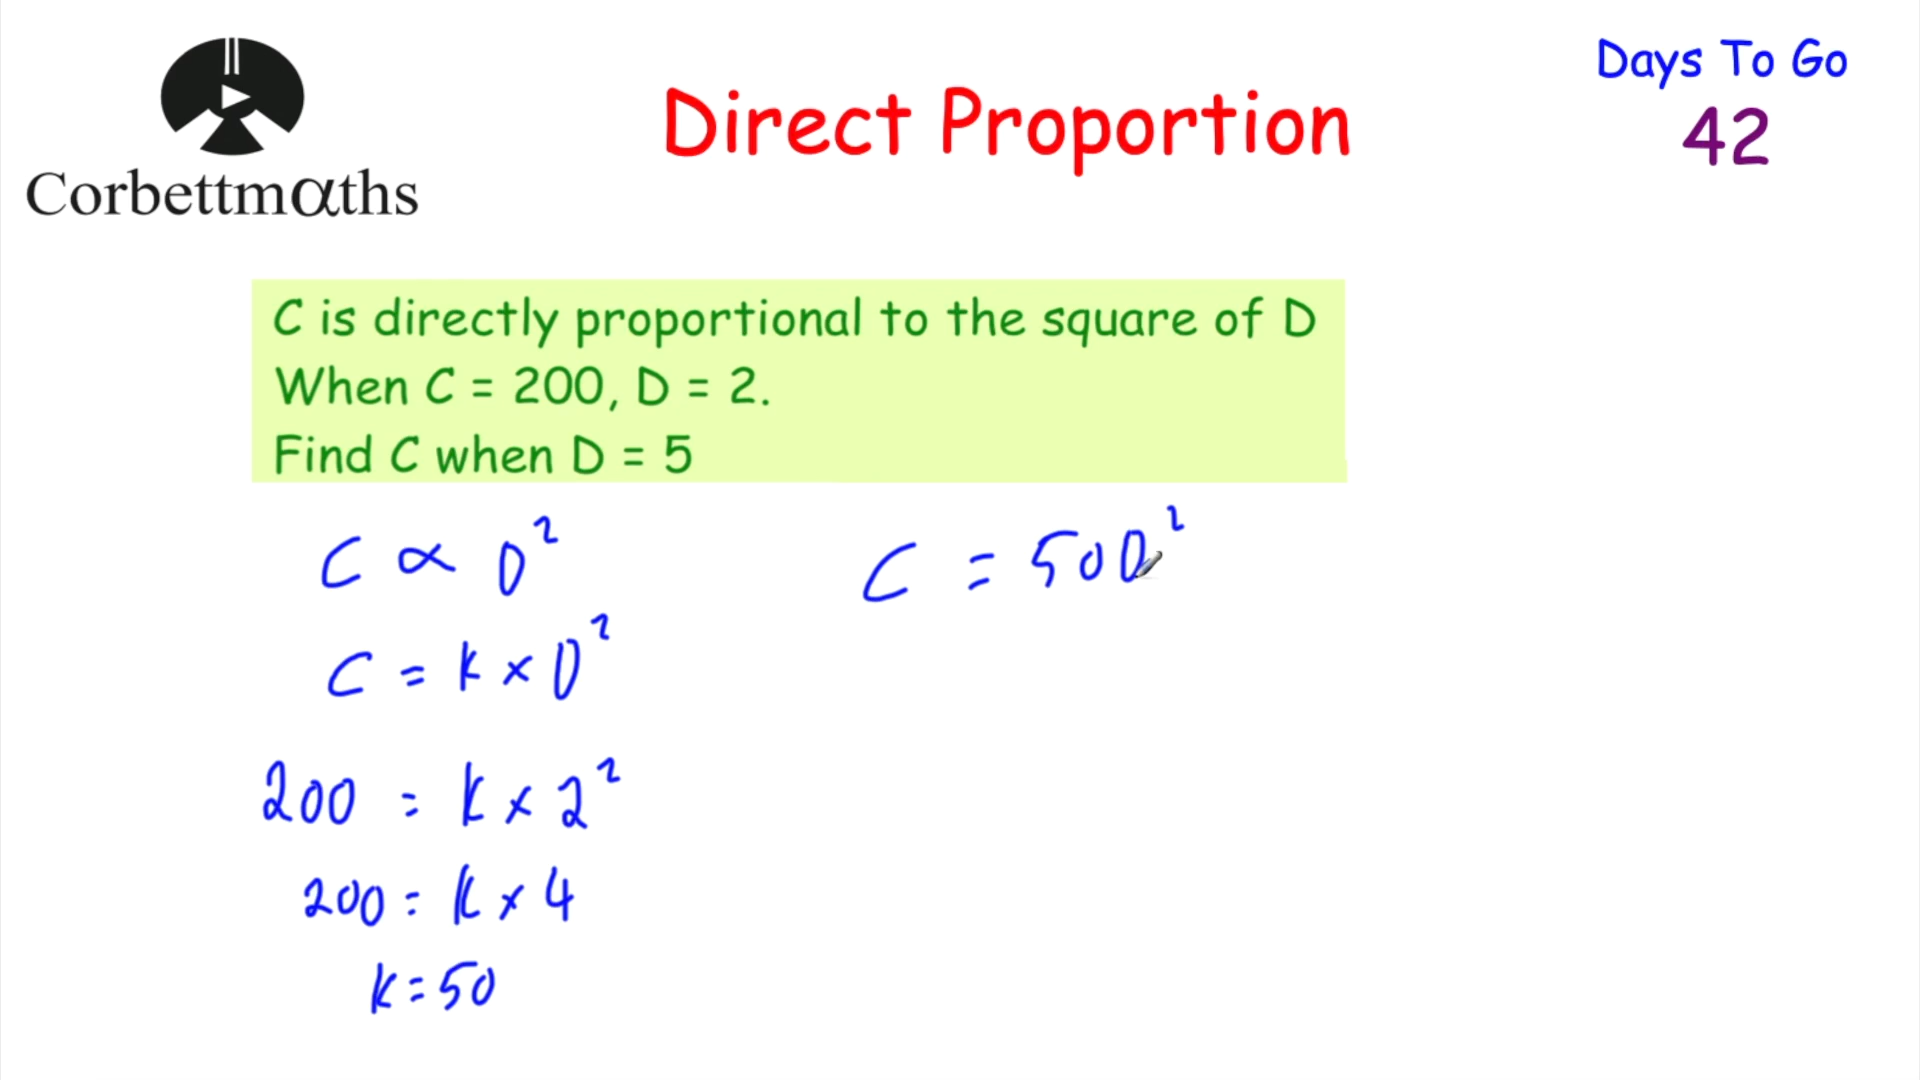 Corbettmαths
Direct Proportion
Days To Go
42
C is directly proportional to the square of D
When C = 200, D = 2.
Find C when D = 5
C ∝ D²
C = k × D²
200 = k × 2²
200 = k × 4
k = 50
C = 50D²